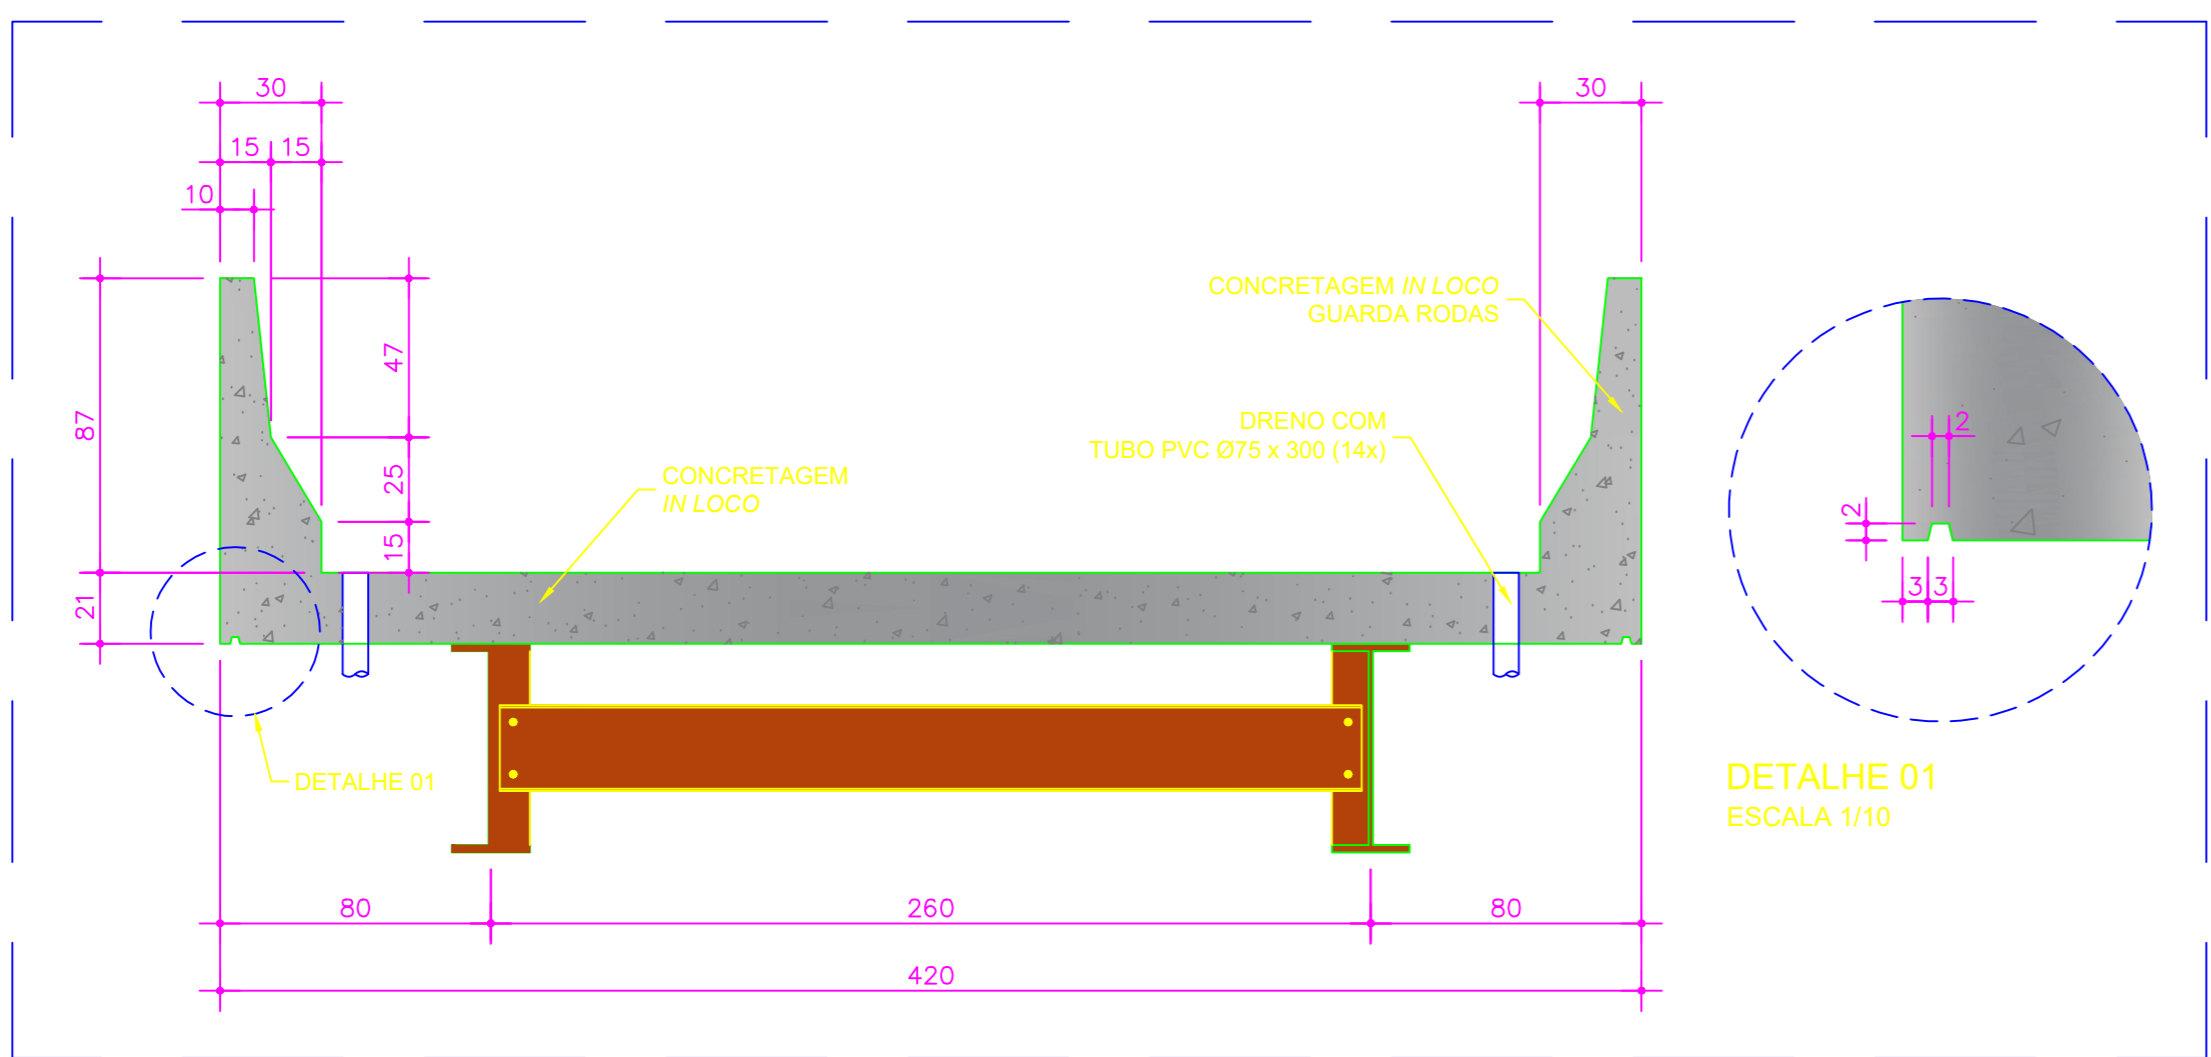 30
30
15
15
10
CONCRETAGEM IN LOCO
GUARDA RODAS
47
87
DRENO COM
TUBO PVC Ø75 x 300 (14x)
2
25
CONCRETAGEM
IN LOCO
2
15
21
3
3
DETALHE 01
DETALHE 01
ESCALA 1/10
80
260
80
420